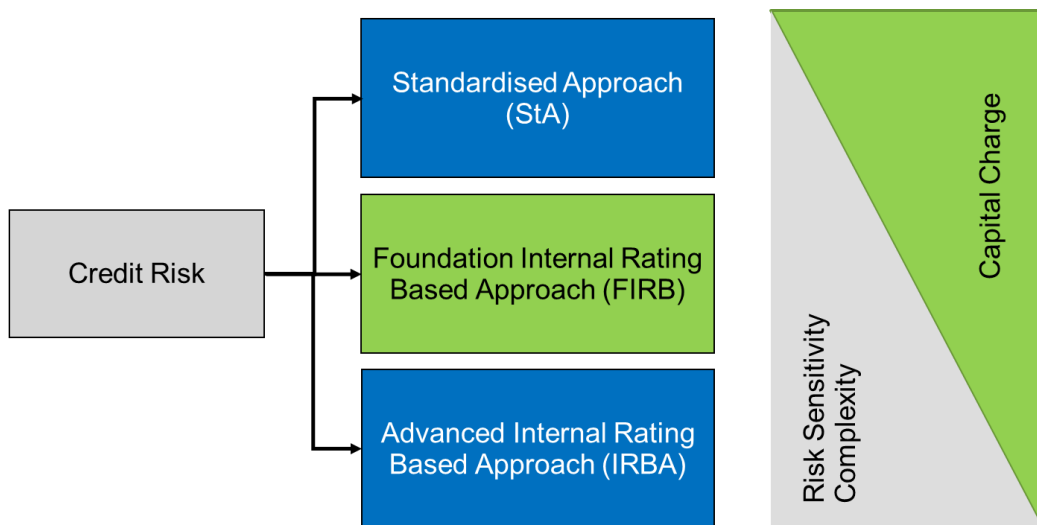 Standardised Approach
(StA)
Credit Risk
Foundation Internal Rating
Based Approach (FIRB)
Advanced Internal Rating
Based Approach (IRBA)
Risk Sensitivity
Complexity
Capital Charge